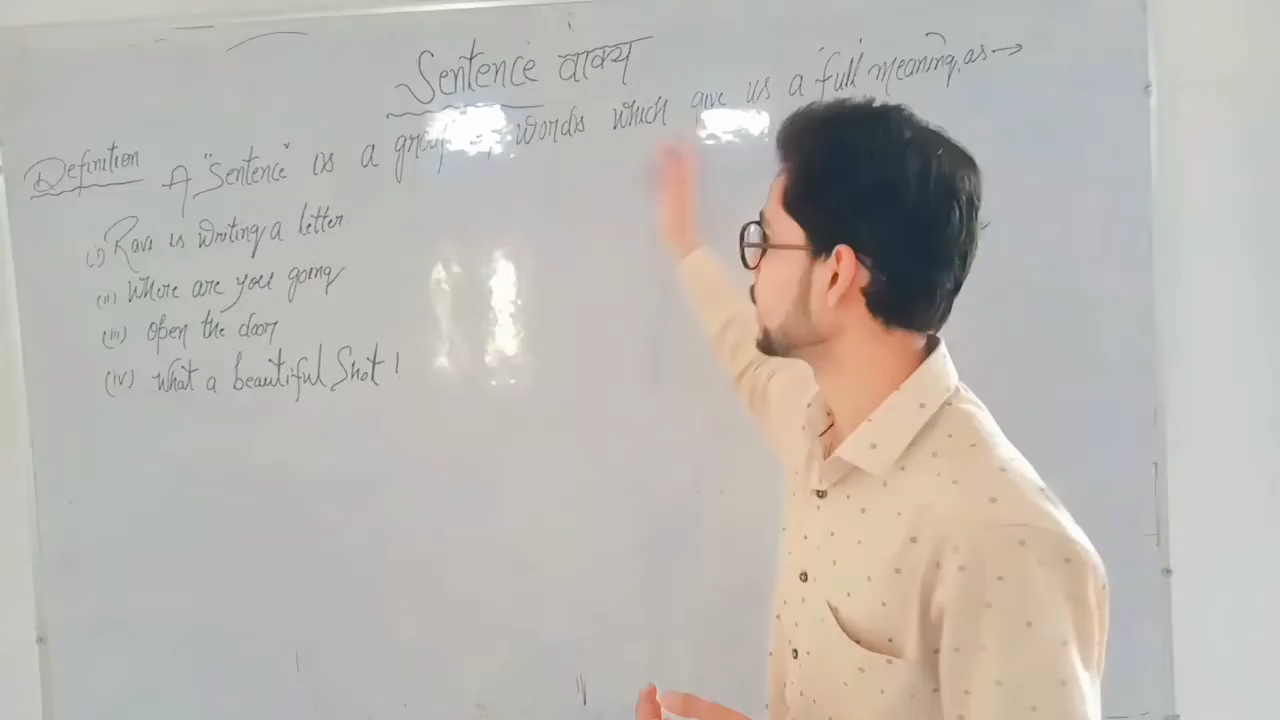 Sentence वाक्य
Definition A "Sentence" is a group words which give us a full meaning, as →
(i) Ravi is writing a letter
(ii) Where are you going
(iii) open the door
(iv) What a beautiful Shot !